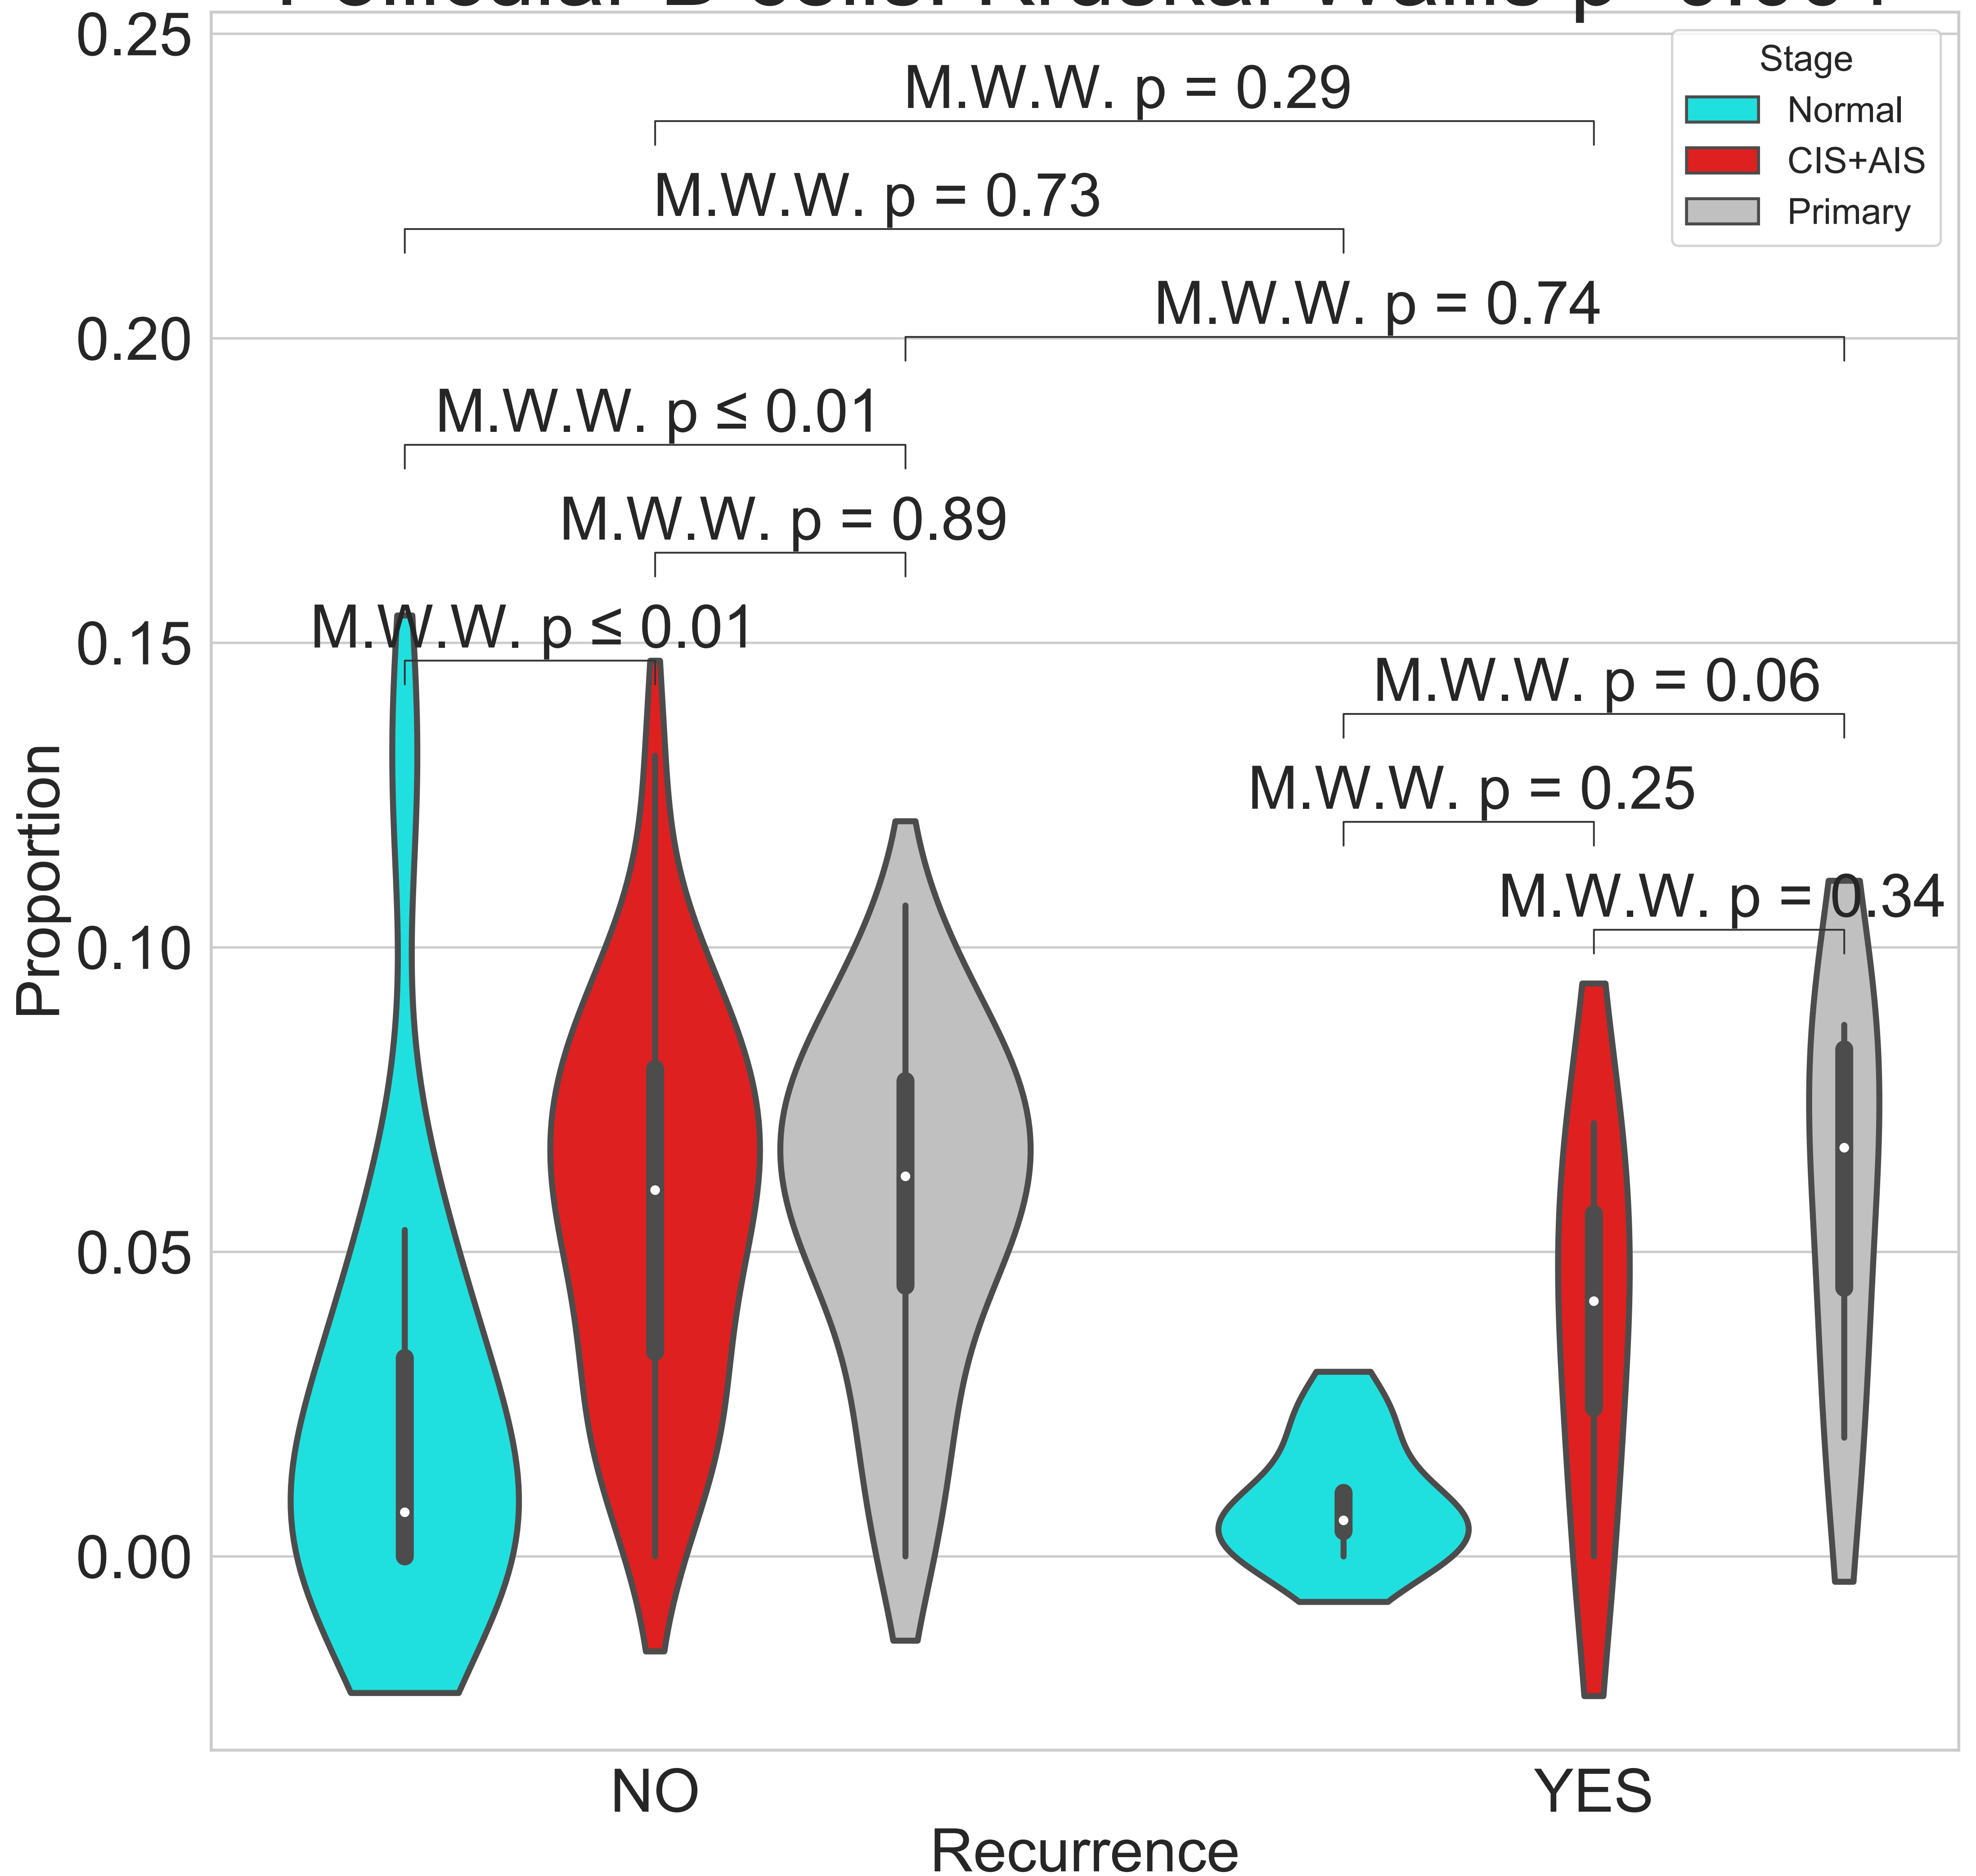 0.25
M.W.W. p = 0.29
Stage
Normal
CIS+AIS
Primary
M.W.W. p = 0.73
M.W.W. p = 0.74
0.20
M.W.W. p ≤ 0.01
M.W.W. p = 0.89
M.W.W. p ≤ 0.01
0.15
M.W.W. p = 0.06
M.W.W. p = 0.25
M.W.W. p = 0.34
0.10
Proportion
0.05
0.00
NO
YES
Recurrence